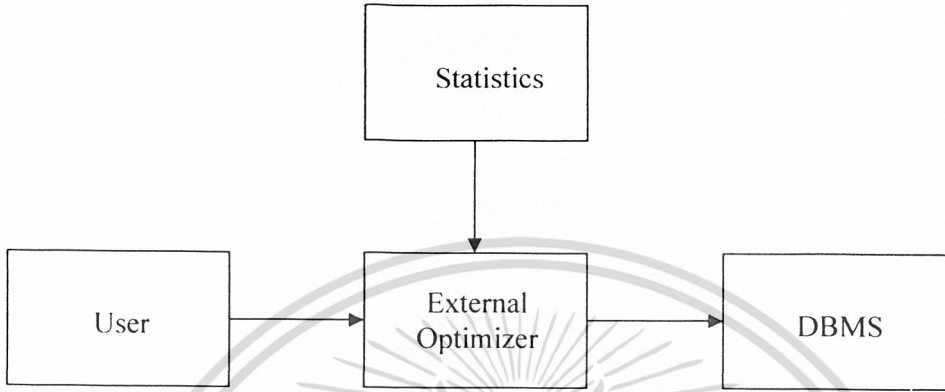 Statistics
User
External
Optimizer
DBMS